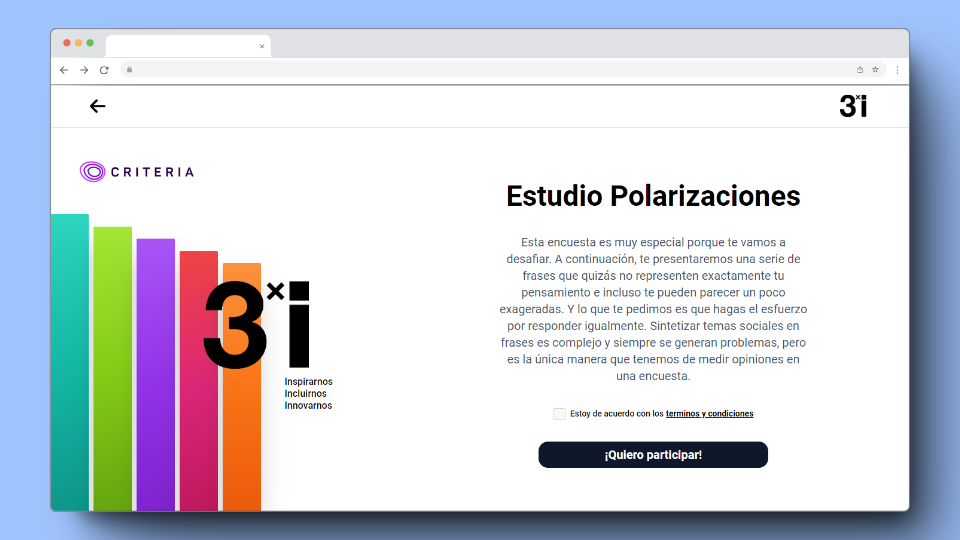 3×i
CRITERIA
3×i
Inspirarnos
Incluirnos
Innovarnos
Estudio Polarizaciones
Esta encuesta es muy especial porque te vamos a
desafiar. A continuación, te presentaremos una serie de
frases que quizás no representen exactamente tu
pensamiento e incluso te pueden parecer un poco
exageradas. Y lo que te pedimos es que hagas el esfuerzo
por responder igualmente. Sintetizar temas sociales en
frases es complejo y siempre se generan problemas, pero
es la única manera que tenemos de medir opiniones en
una encuesta.
Estoy de acuerdo con los terminos y condiciones
¡Quiero participar!